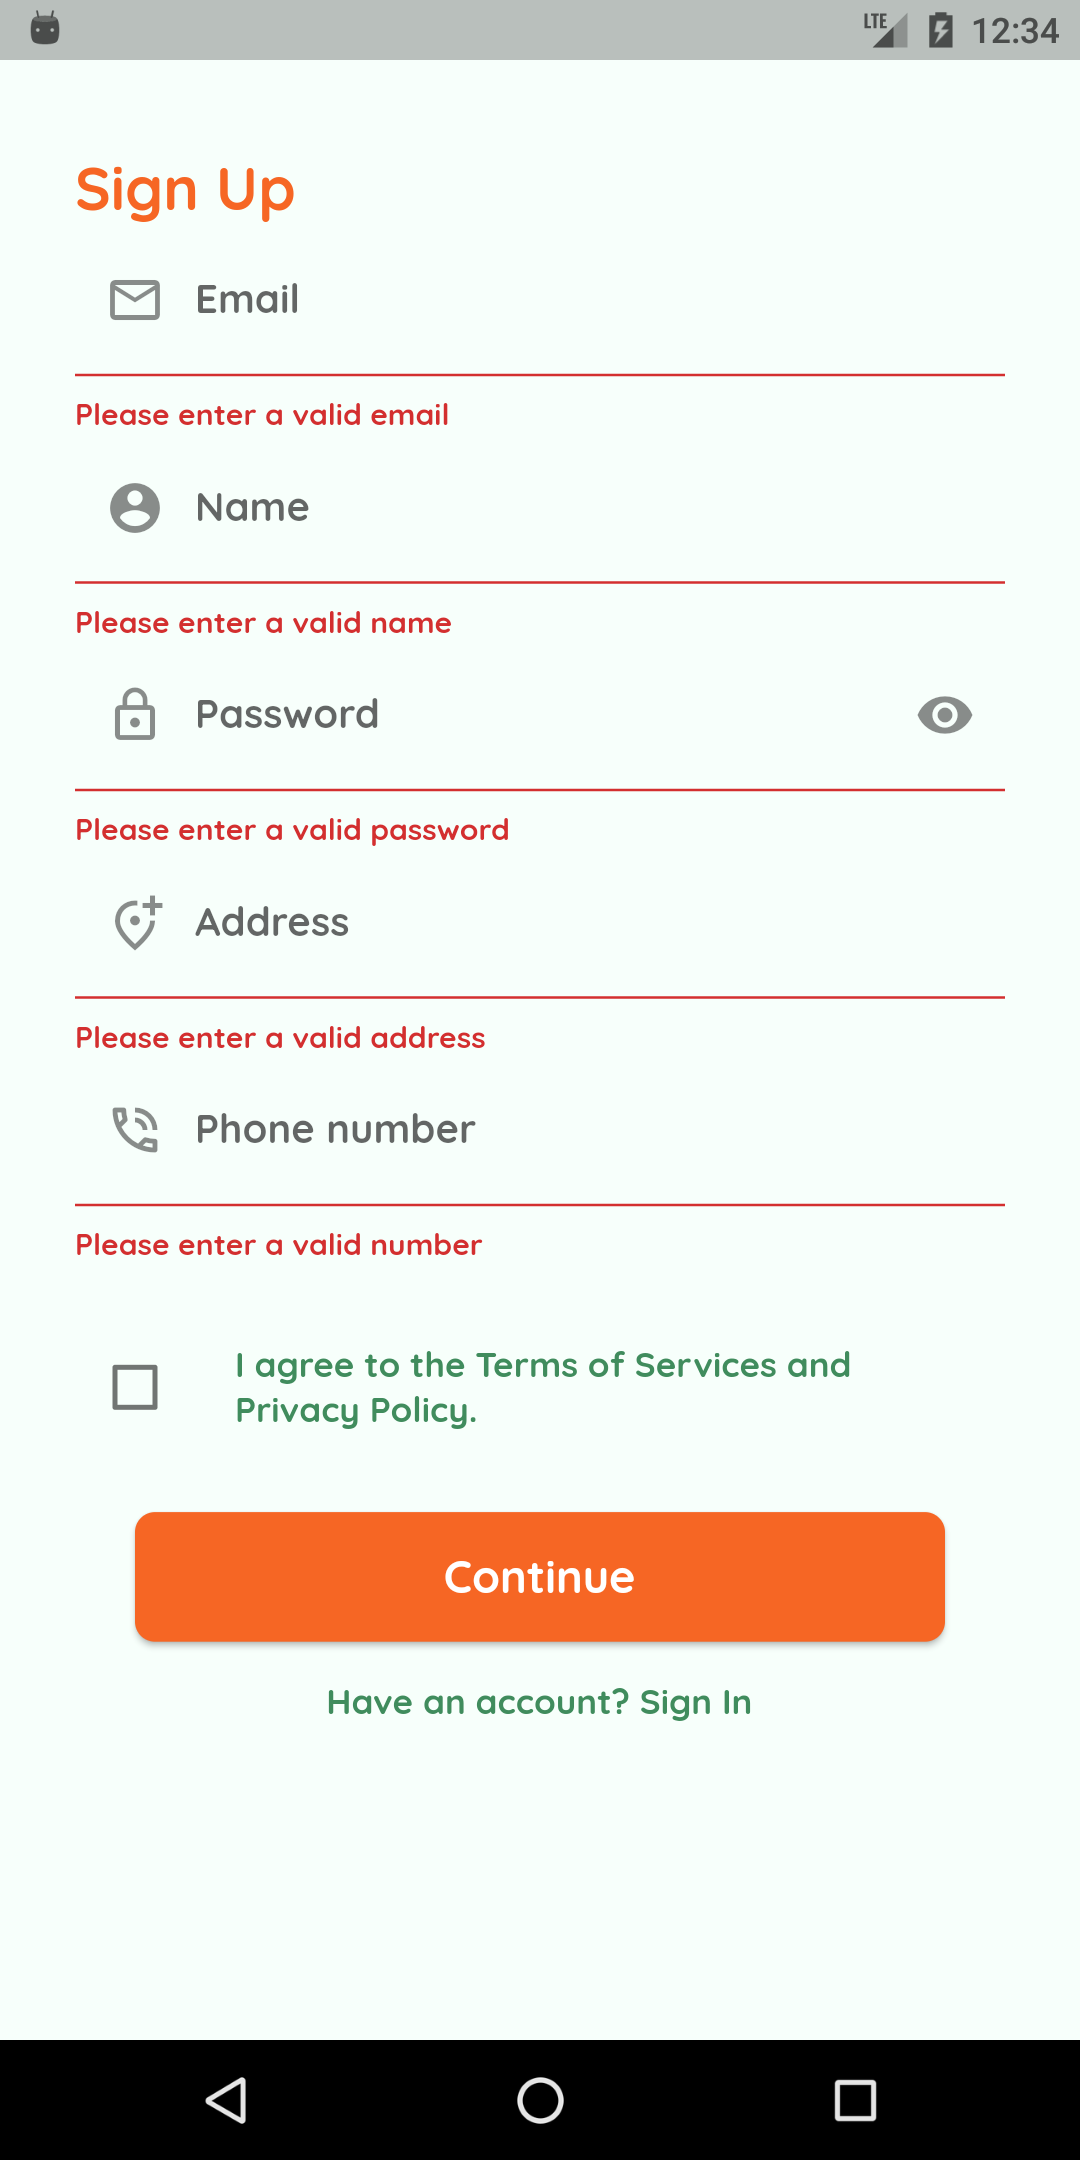 LTE 12:34
Sign Up
Email
Please enter a valid email
Name
Please enter a valid name
Password
Please enter a valid password
Address
Please enter a valid address
Phone number
Please enter a valid number
I agree to the Terms of Services and
Privacy Policy.
Continue
Have an account? Sign In